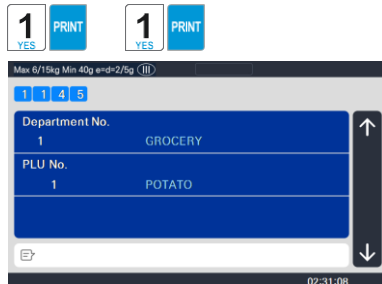 1 YES PRINT 1 YES PRINT
Max 6/15kg Min 40g e=d=2/5g (III)
1 1 4 5
Department No.
1 GROCERY
PLU No.
1 POTATO
02:31:08